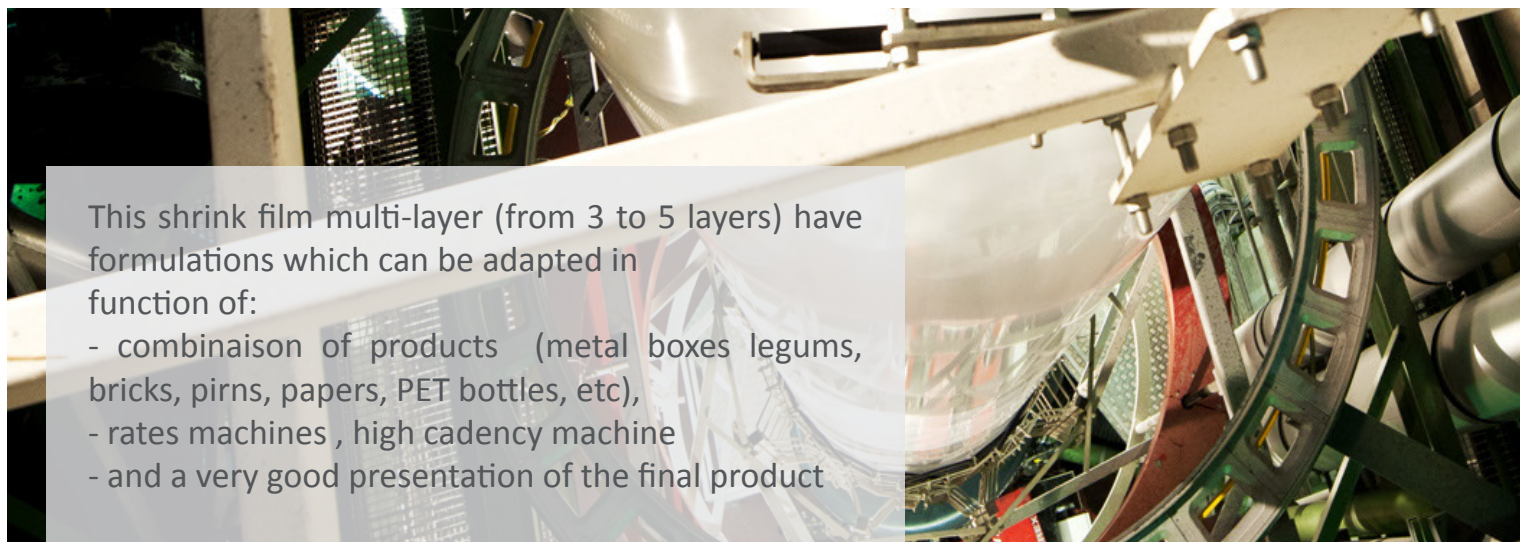 This shrink film multi-layer (from 3 to 5 layers) have
formulations which can be adapted in
function of:
- combinaison of products (metal boxes legums,
bricks, pirns, papers, PET bottles, etc),
- rates machines , high cadency machine
- and a very good presentation of the final product